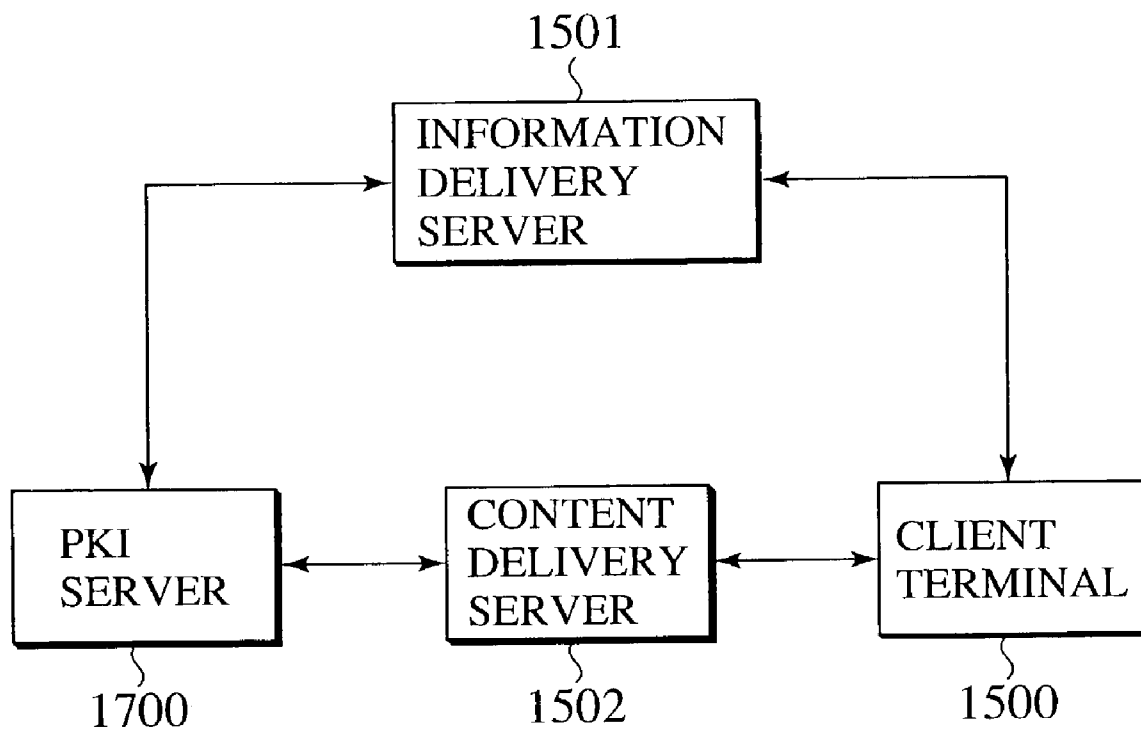 1501
INFORMATION
DELIVERY
SERVER
PKI
SERVER
CONTENT
DELIVERY
SERVER
CLIENT
TERMINAL
1700
1502
1500